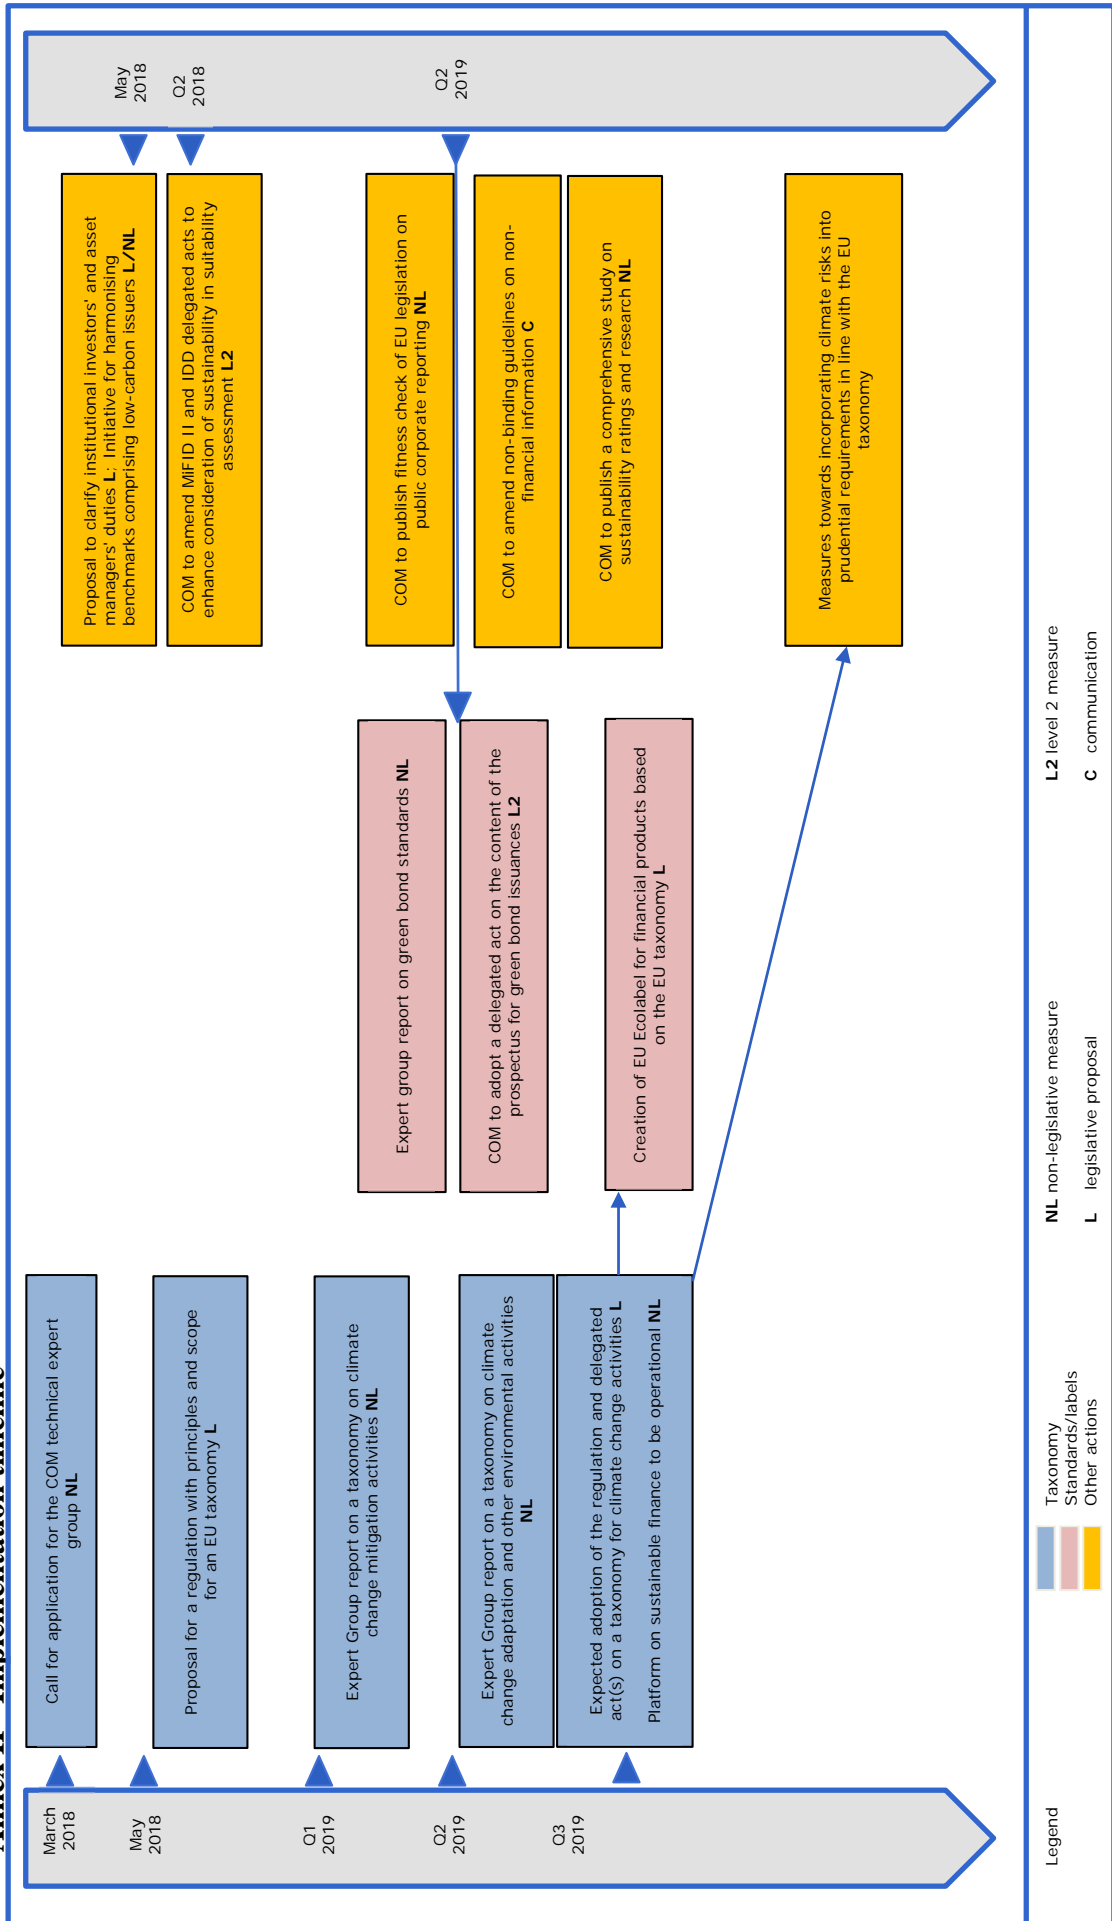 Annex II - Implementation timeline
March
2018
May
2018
Q1
2019
Q2
2019
Q3
2019
Call for application for the COM technical expert
group NL
Proposal for a regulation with principles and scope
for an EU taxonomy L
Expert Group report on a taxonomy on climate
change mitigation activities NL
Expert Group report on a taxonomy on climate
change adaptation and other environmental activities
NL
Expected adoption of the regulation and delegated
act(s) on a taxonomy for climate change activities L
Platform on sustainable finance to be operational NL
Expert group report on green bond standards NL
COM to adopt a delegated act on the content of the
prospectus for green bond issuances L2
Creation of EU Ecolabel for financial products based
on the EU taxonomy L
Proposal to clarify institutional investors' and asset
managers' duties L; Initiative for harmonising
benchmarks comprising low-carbon issuers L/NL
COM to amend MiFID II and IDD delegated acts to
enhance consideration of sustainability in suitability
assessment L2
COM to publish fitness check of EU legislation on
public corporate reporting NL
COM to amend non-binding guidelines on non-
financial information C
COM to publish a comprehensive study on
sustainability ratings and research NL
Measures towards incorporating climate risks into
prudential requirements in line with the EU
taxonomy
May
2018
Q2
2018
Q2
2019
Legend
Taxonomy
Standards/labels
Other actions
NL non-legislative measure
L legislative proposal
L2 level 2 measure
C communication